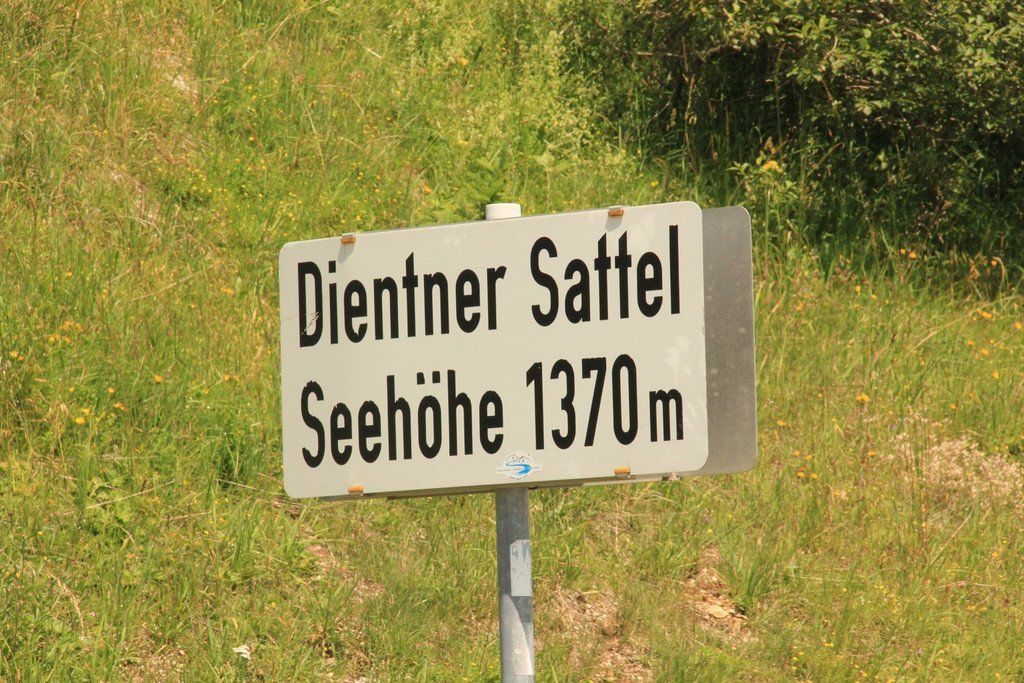 Dientner Sattel
Seehöhe 1370 m